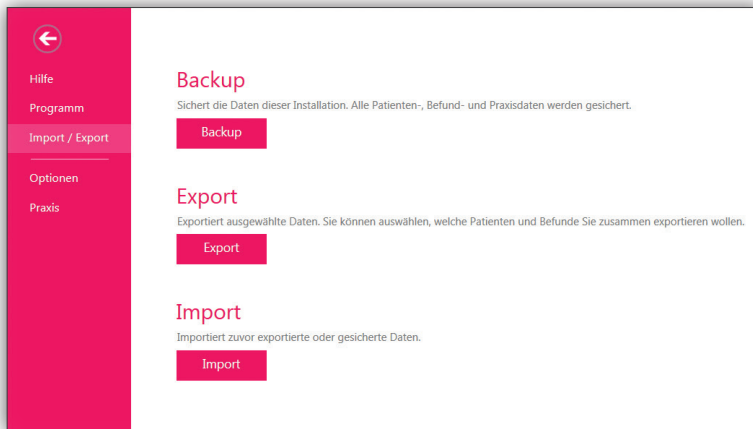 Hilfe
Programm
Import / Export
Optionen
Praxis
Backup
Sichert die Daten dieser Installation. Alle Patienten-, Befund- und Praxisdaten werden gesichert.
Backup
Export
Exportiert ausgewählte Daten. Sie können auswählen, welche Patienten und Befunde Sie zusammen exportieren wollen.
Export
Import
Importiert zuvor exportierte oder gesicherte Daten.
Import